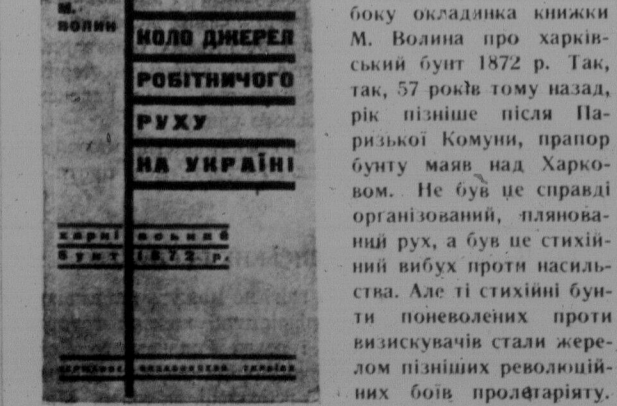 М.
ВОЛИН
КОЛО ДЖЕРЕЛ
РОБІТНИЧОГО
РУХУ
НА УКРАЇНІ
харківський
бунт 1872 р.
боку окладинка книжки
М. Волина про харків-
ський бунт 1872 р. Так,
так, 57 років тому назад,
рік пізніше після Па-
ризької Комуни, прапор
бунту маяв над Харко-
вом. Не був це справді
організований, плянова-
ний рух, а був це стихій-
ний вибух проти насиль-
ства. Але ті стихійні бун-
ти поневолених проти
визискувачів стали жере-
лом пізніших революцій-
них боїв пролєтаріяту.